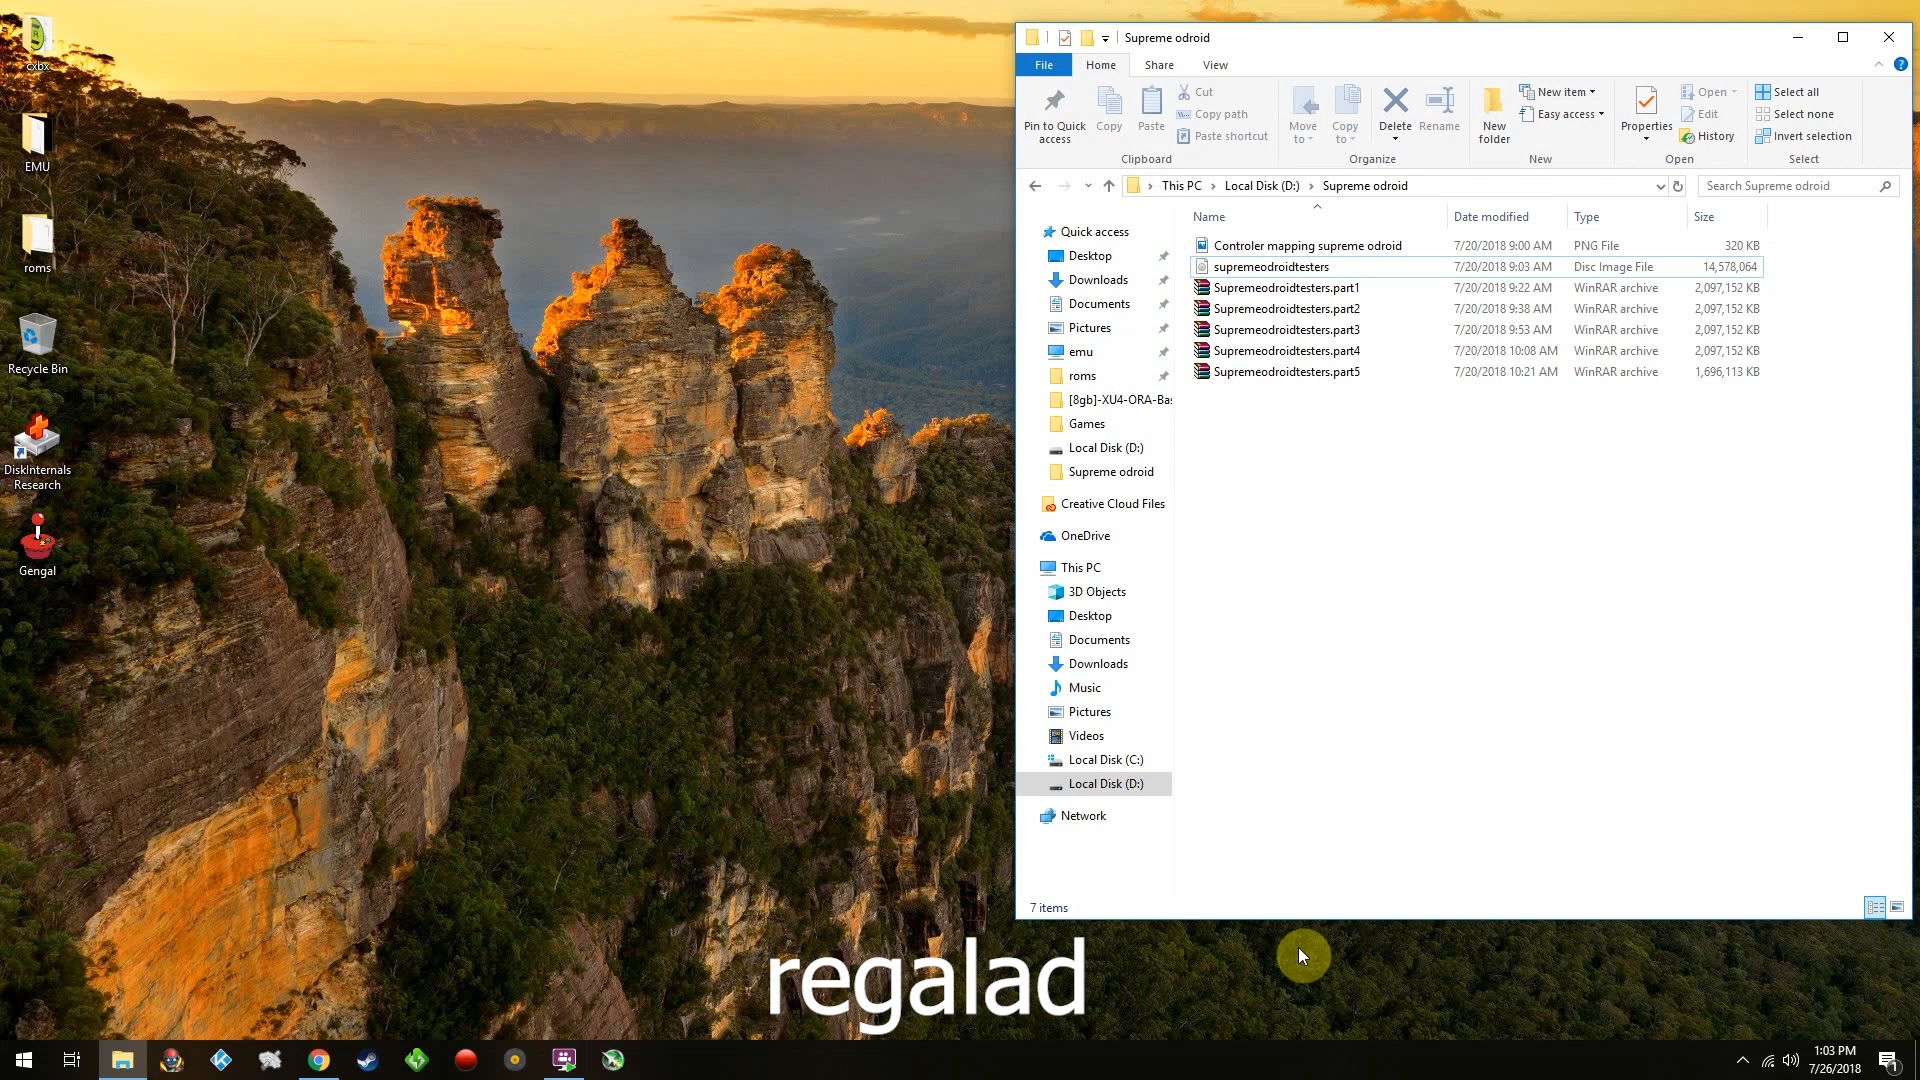 cxbx
EMU
roms
Recycle Bin
DiskInternals
Research
Gengal
Supreme odroid
File
Home
Share
View
Pin to Quick
access
Copy
Paste
Cut
Copy path
Paste shortcut
Clipboard
Move
to
Copy
to
Delete
Rename
Organize
New
folder
New item
Easy access
New
Properties
Open
Edit
History
Open
Select all
Select none
Invert selection
Select
This PC
Local Disk (D:)
Supreme odroid
Search Supreme odroid
Name Date modified Type Size
Controler mapping supreme odroid 7/20/2018 9:00 AM PNG File 320 KB
supremeodroidtesters 7/20/2018 9:03 AM Disc Image File 14,578,064
Supremeodroidtesters.part1 7/20/2018 9:22 AM WinRAR archive 2,097,152 KB
Supremeodroidtesters.part2 7/20/2018 9:38 AM WinRAR archive 2,097,152 KB
Supremeodroidtesters.part3 7/20/2018 9:53 AM WinRAR archive 2,097,152 KB
Supremeodroidtesters.part4 7/20/2018 10:08 AM WinRAR archive 2,097,152 KB
Supremeodroidtesters.part5 7/20/2018 10:21 AM WinRAR archive 1,696,113 KB
Quick access
Desktop
Downloads
Documents
Pictures
emu
roms
[8gb]-XU4-ORA-Bas
Games
Local Disk (D:)
Supreme odroid
Creative Cloud Files
OneDrive
This PC
3D Objects
Desktop
Documents
Downloads
Music
Pictures
Videos
Local Disk (C:)
Local Disk (D:)
Network
7 items
regalad
1:03 PM
7/26/2018
1